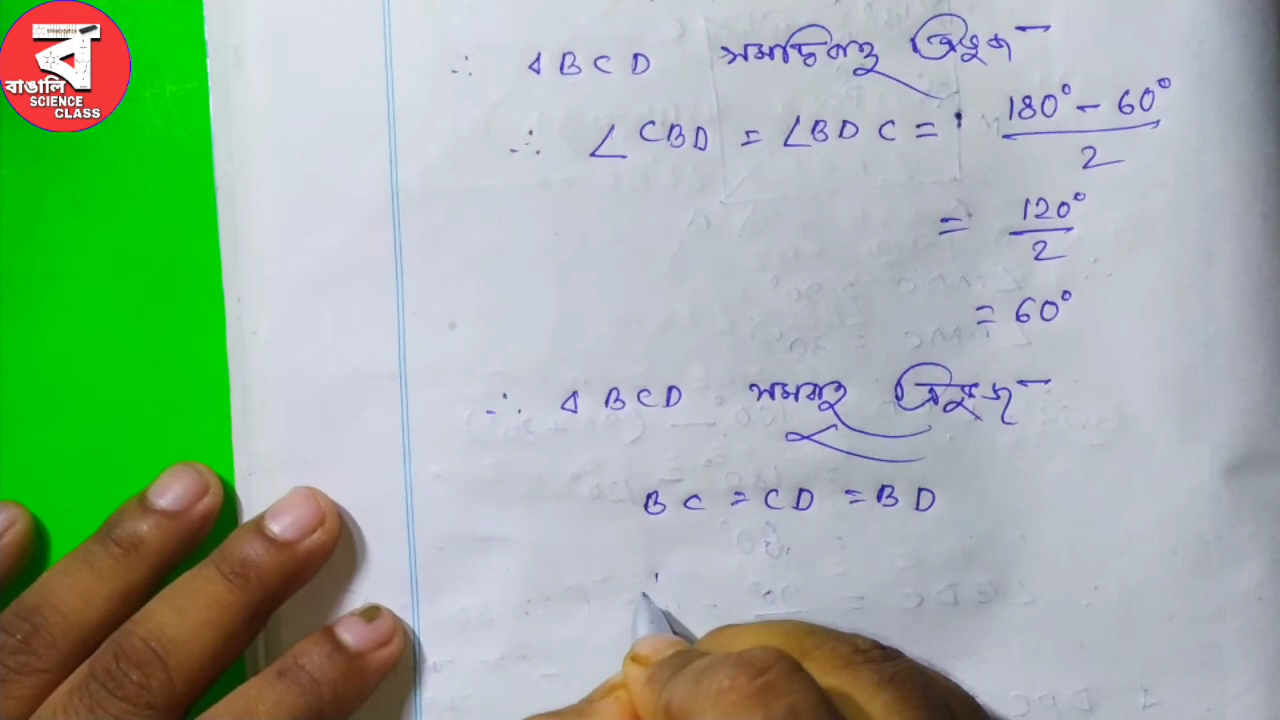 ব
বাঙালি
SCIENCE
CLASS
∴ △BCD সমদ্বিবাহু ত্রিভুজ
∴ ∠CBD = ∠BDC = 180° - 60° / 2
= 120° / 2
= 60°
∴ △BCD সমবাহু ত্রিভুজ
BC = CD = BD